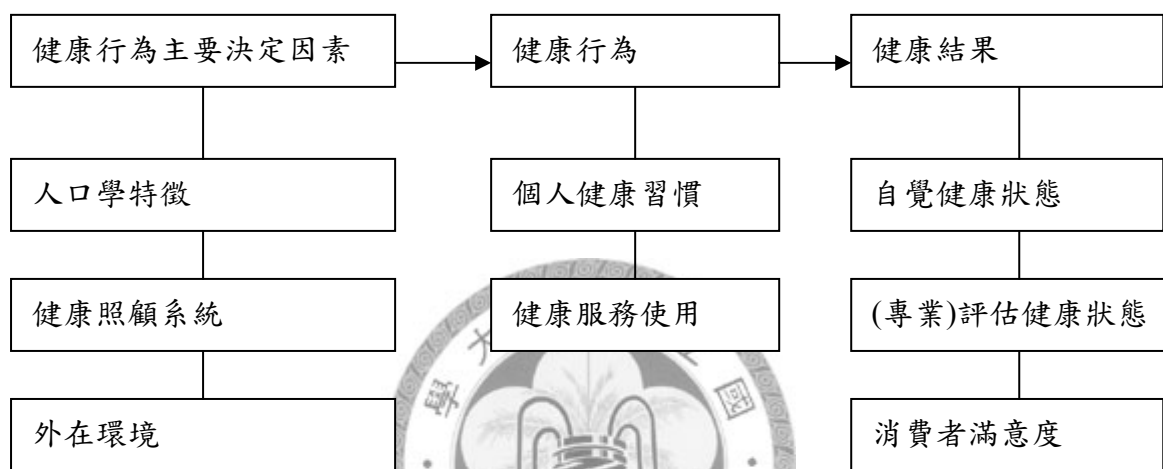 健康行為主要決定因素
健康行為
健康結果
人口學特徵
個人健康習慣
自覺健康狀態
健康照顧系統
健康服務使用
(專業)評估健康狀態
外在環境
消費者滿意度